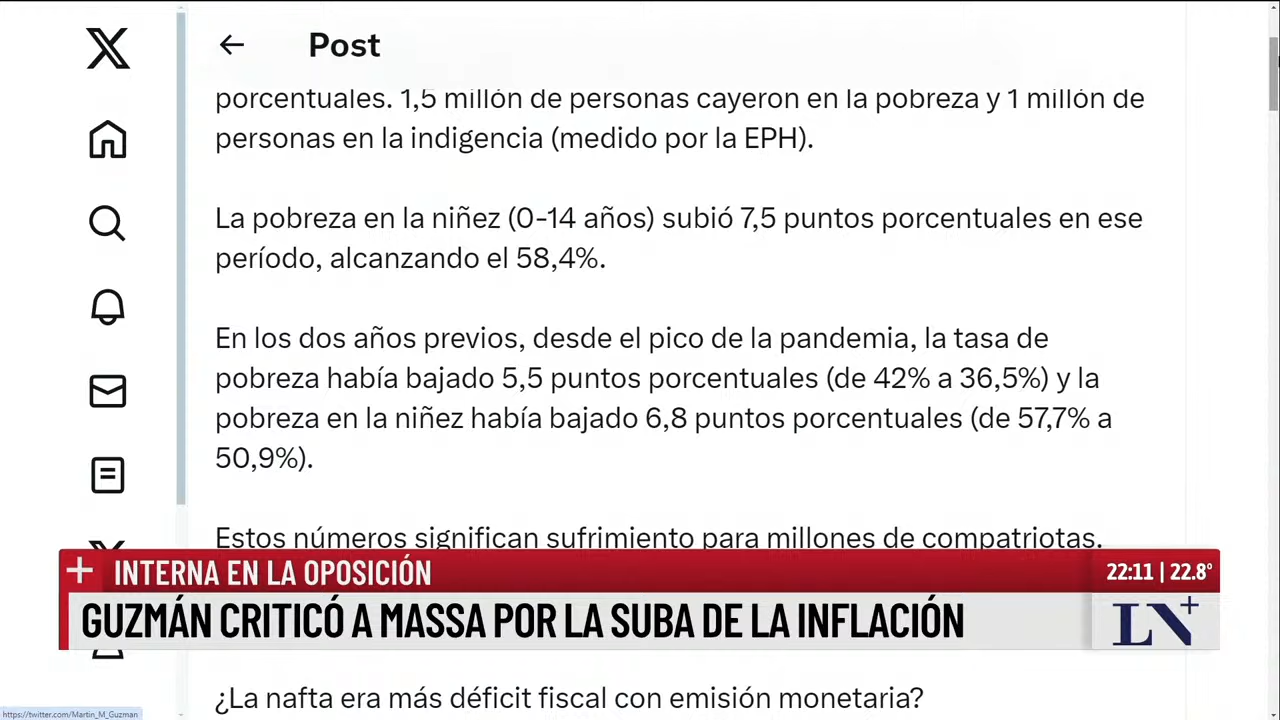 Post
porcentuales. 1,5 millón de personas cayeron en la pobreza y 1 millón de
personas en la indigencia (medido por la EPH).
La pobreza en la niñez (0-14 años) subió 7,5 puntos porcentuales en ese
período, alcanzando el 58,4%.
En los dos años previos, desde el pico de la pandemia, la tasa de
pobreza había bajado 5,5 puntos porcentuales (de 42% a 36,5%) y la
pobreza en la niñez había bajado 6,8 puntos porcentuales (de 57,7% a
50,9%).
Estos números significan sufrimiento para millones de compatriotas.
INTERNA EN LA OPOSICIÓN
22:11 | 22.8°
GUZMÁN CRITICÓ A MASSA POR LA SUBA DE LA INFLACIÓN
LN+
¿La nafta era más déficit fiscal con emisión monetaria?
https://twitter.com/Martin_M_Guzman